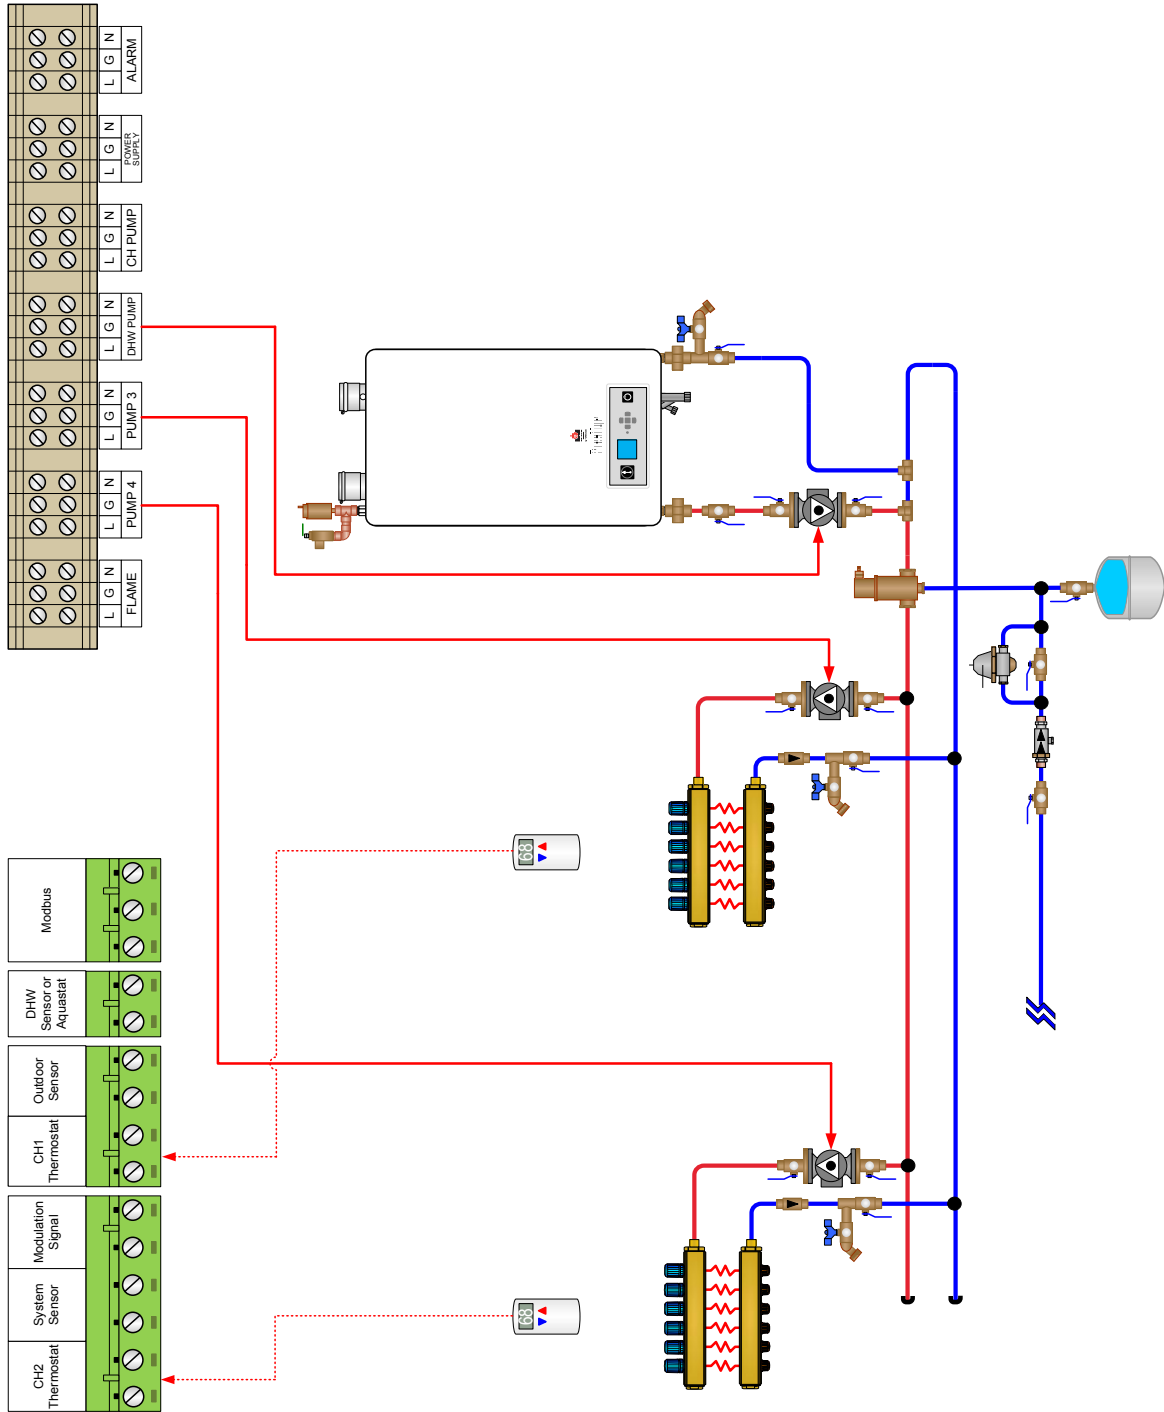 CH2
Thermostat
System
Sensor
Modulation
Signal
CH1
Thermostat
Outdoor
Sensor
DHW
Sensor or
Aquastat
Modbus
L G N
FLAME
L G N
PUMP 4
L G N
PUMP 3
L G N
DHW PUMP
L G N
CH PUMP
L G N
POWER
SUPPLY
L G N
ALARM
68
68